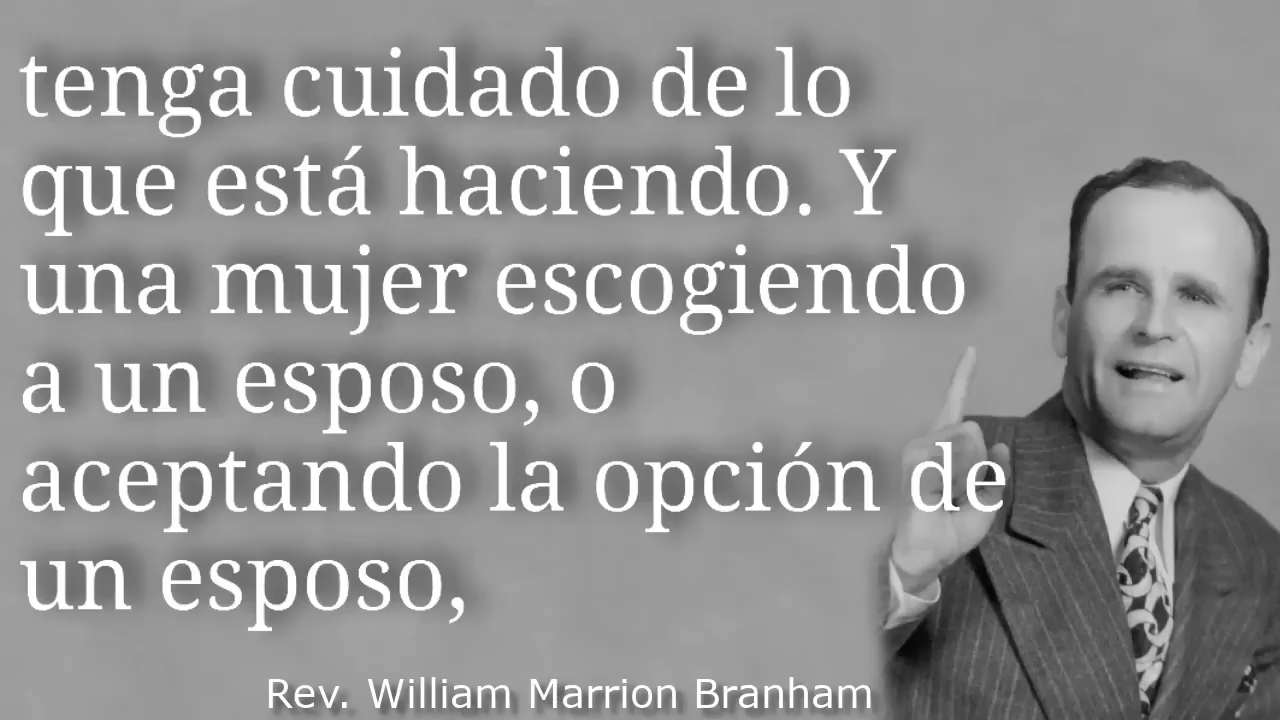 tenga cuidado de lo
que está haciendo. Y
una mujer escogiendo
a un esposo, o
aceptando la opción de
un esposo,
Rev. William Marrion Branham